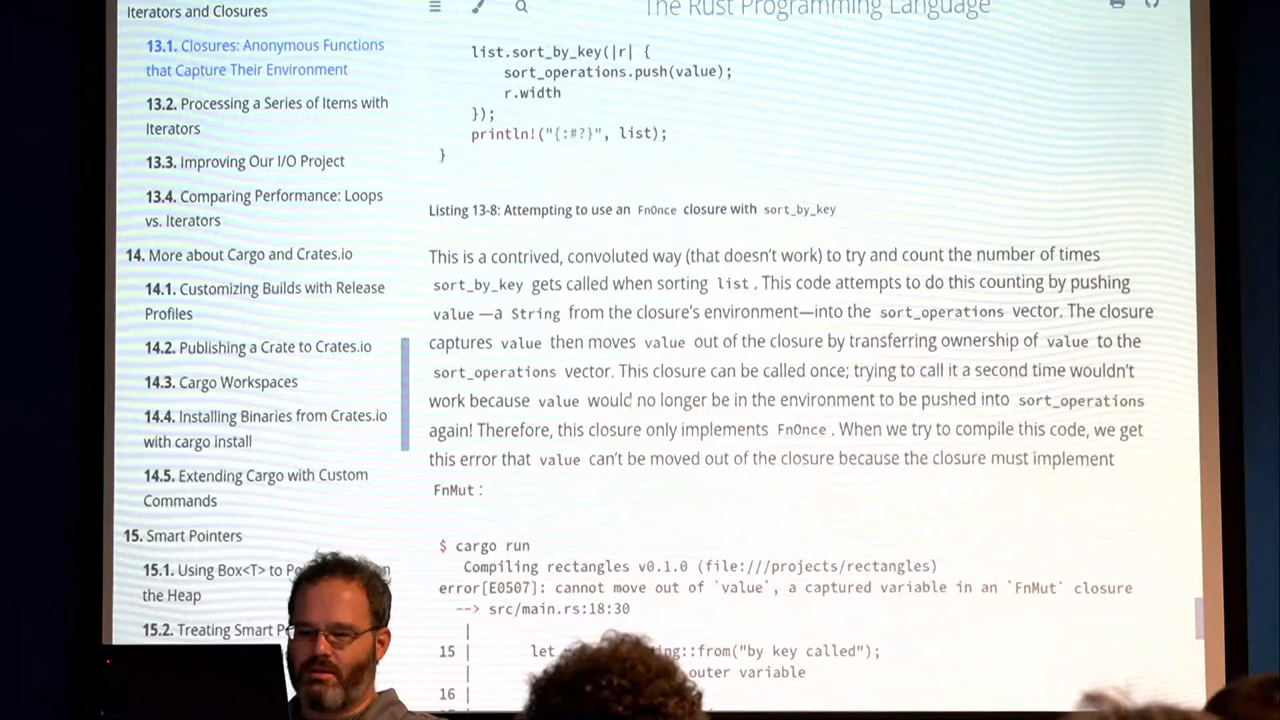 Iterators and Closures
13.1. Closures: Anonymous Functions
that Capture Their Environment
13.2. Processing a Series of Items with
Iterators
13.3. Improving Our I/O Project
13.4. Comparing Performance: Loops
vs. Iterators
14. More about Cargo and Crates.io
14.1. Customizing Builds with Release
Profiles
14.2. Publishing a Crate to Crates.io
14.3. Cargo Workspaces
14.4. Installing Binaries from Crates.io
with cargo install
14.5. Extending Cargo with Custom
Commands
15. Smart Pointers
15.1. Using Box<T> to
the Heap
15.2. Treating Smart
The Rust Programming Language
list.sort_by_key(|r| {
sort_operations.push(value);
r.width
});
println!("{:#?}", list);
}
Listing 13-8: Attempting to use an FnOnce closure with sort_by_key
This is a contrived, convoluted way (that doesn't work) to try and count the number of times
sort_by_key gets called when sorting list. This code attempts to do this counting by pushing
value—a String from the closure's environment—into the sort_operations vector. The closure
captures value then moves value out of the closure by transferring ownership of value to the
sort_operations vector. This closure can be called once; trying to call it a second time wouldn't
work because value would no longer be in the environment to be pushed into sort_operations
again! Therefore, this closure only implements FnOnce. When we try to compile this code, we get
this error that value can't be moved out of the closure because the closure must implement
FnMut:
$ cargo run
Compiling rectangles v0.1.0 (file:///projects/rectangles)
error[E0507]: cannot move out of `value`, a captured variable in an `FnMut` closure
--> src/main.rs:18:30
|
15 | let ng::from("by key called");
| outer variable
16 |